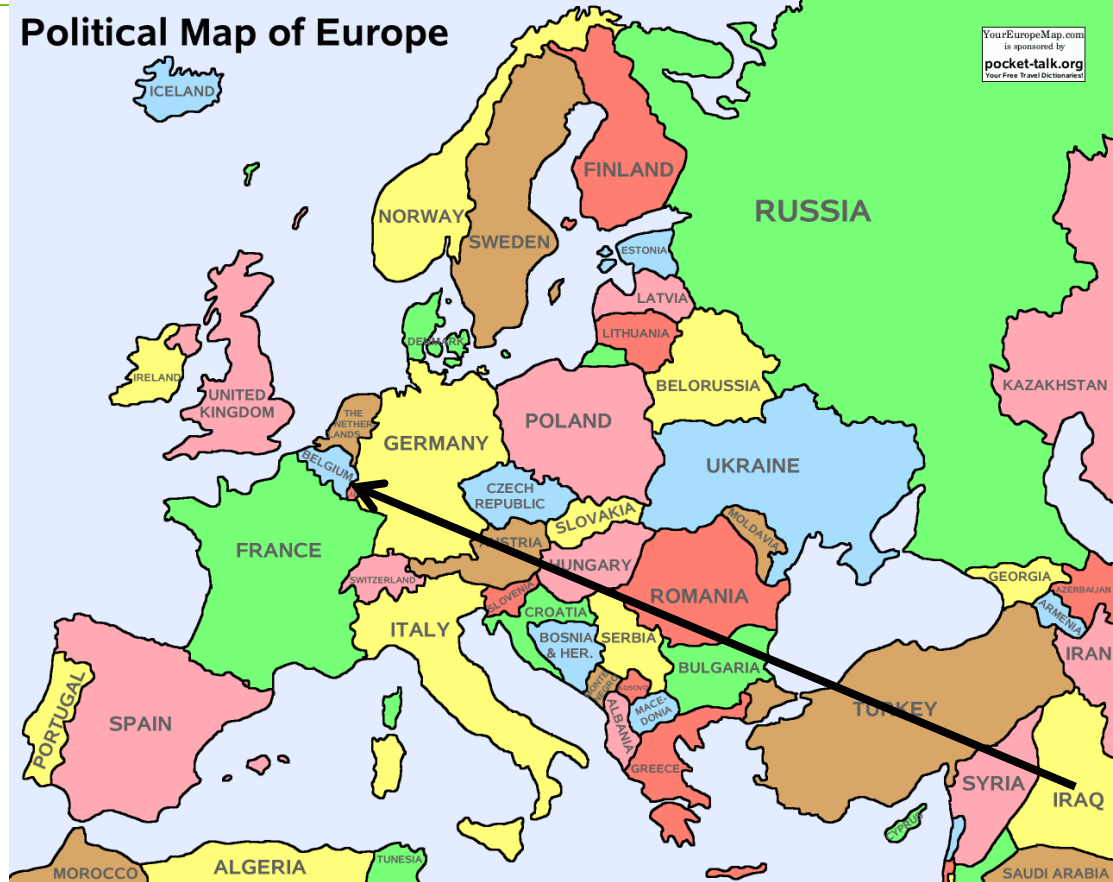 Political Map of Europe
YourEuropeMap.com
is sponsored by
pocket-talk.org
Your Free Travel Dictionaries!
ICELAND
FINLAND
NORWAY
SWEDEN
RUSSIA
ESTONIA
LATVIA
LITHUANIA
DENMARK
IRELAND
UNITED
KINGDOM
THE
NETHER
LANDS
BELORUSSIA
KAZAKHSTAN
POLAND
GERMANY
BELGIUM
UKRAINE
CZECH
REPUBLIC
SLOVAKIA
MOLDAVIA
FRANCE
AUSTRIA
HUNGARY
SWITZERLAND
SLOVENIA
ROMANIA
GEORGIA
AZERBAIJAN
ARMENIA
CROATIA
ITALY
BOSNIA
& HER.
SERBIA
IRAN
BULGARIA
MONTE
NEGRO
KOSOVO
MACE-
DONIA
ALBANIA
PORTUGAL
SPAIN
TURKEY
GREECE
SYRIA
IRAQ
CYPRUS
MOROCCO
ALGERIA
TUNESIA
SAUDI ARABIA